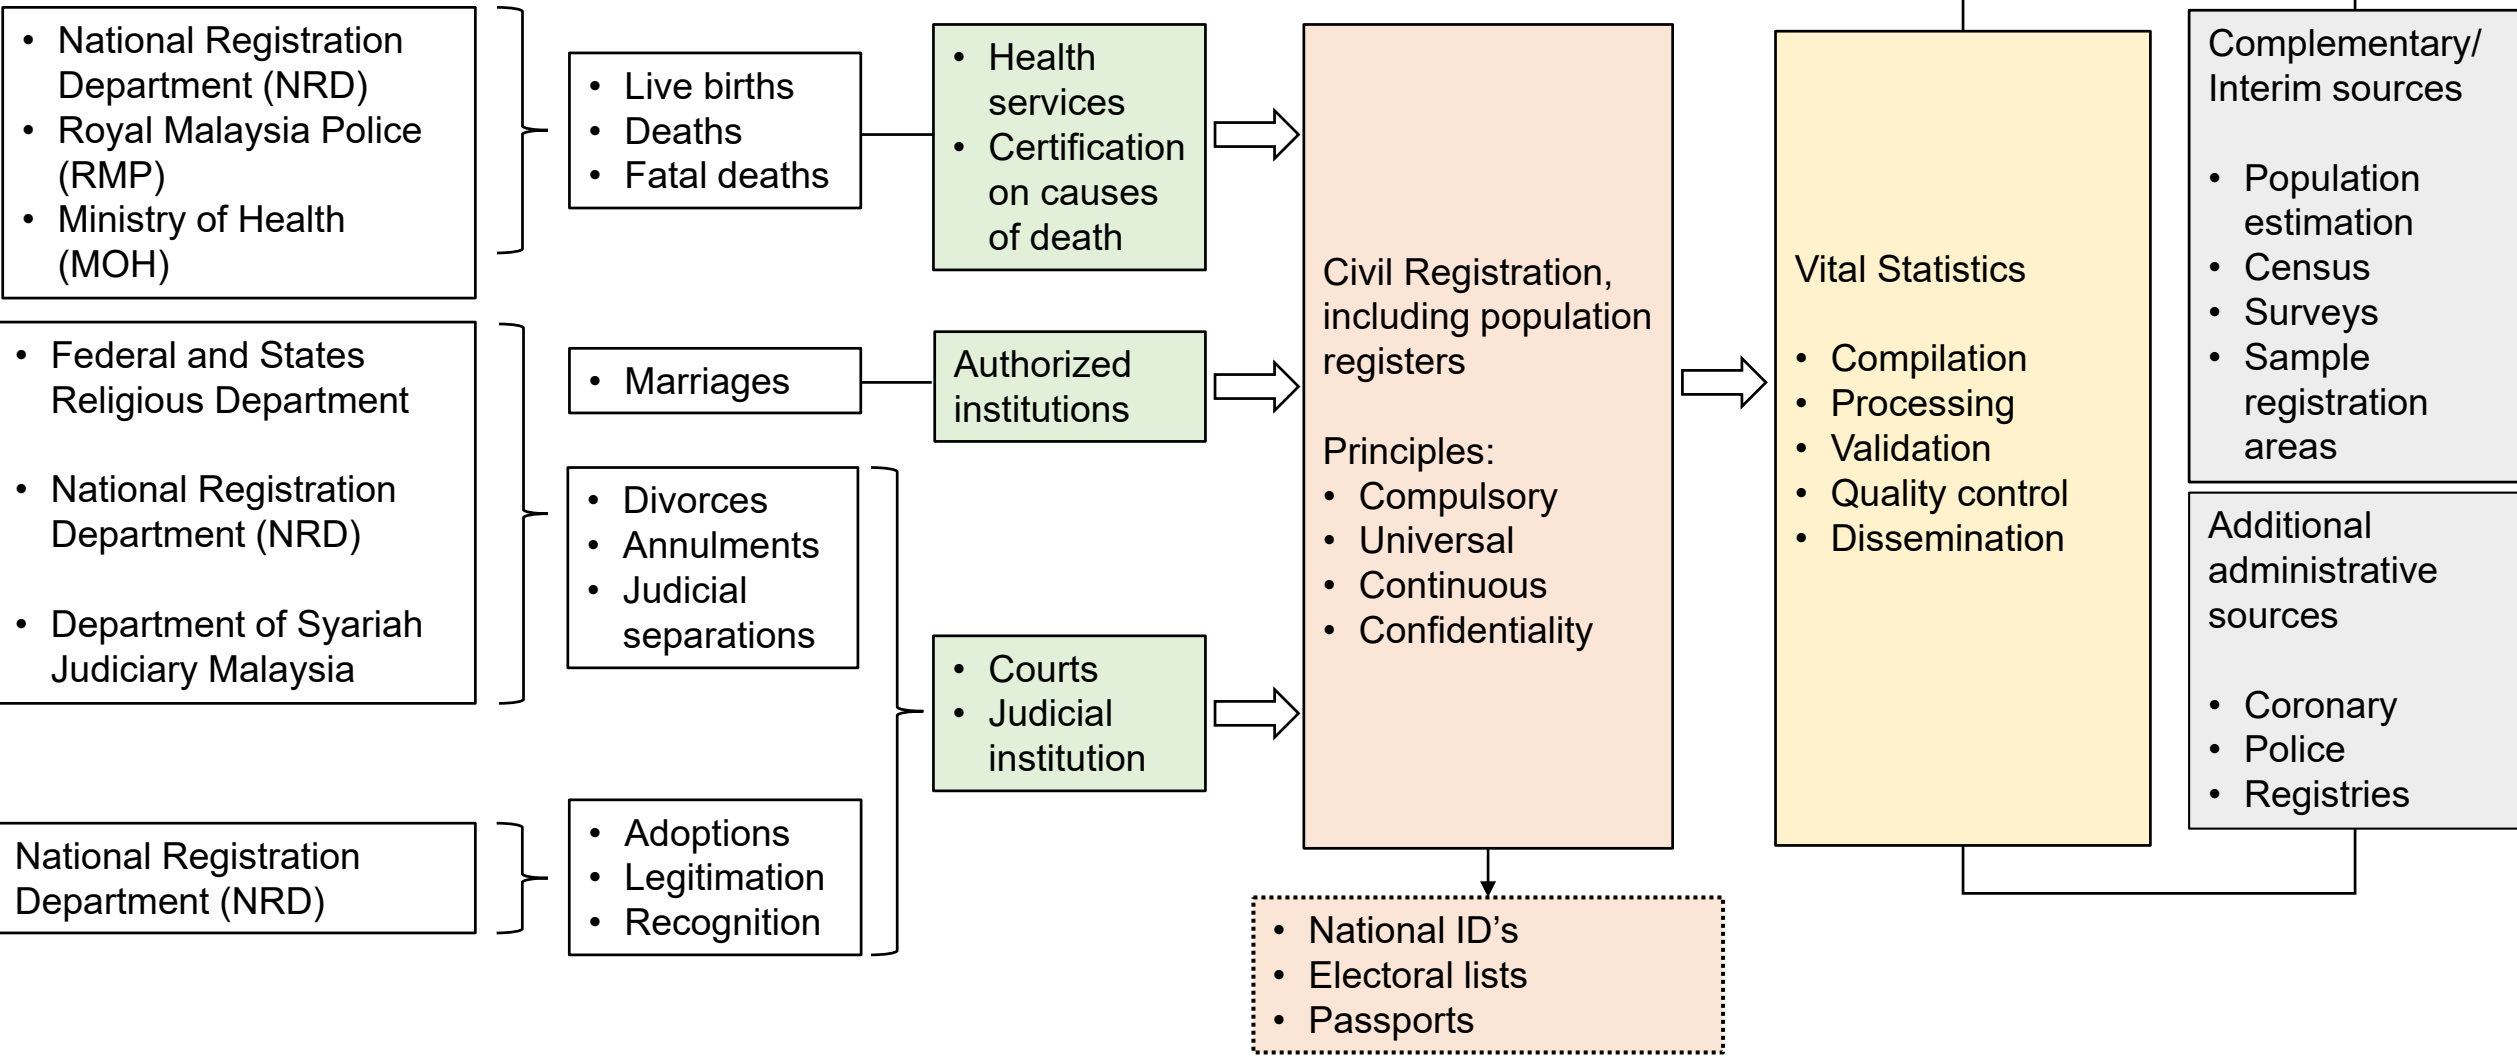 • National Registration
Department (NRD)
• Royal Malaysia Police
(RMP)
• Ministry of Health
(MOH)
• Federal and States
Religious Department
• National Registration
Department (NRD)
• Department of Syariah
Judiciary Malaysia
National Registration
Department (NRD)
• Live births
• Deaths
• Fatal deaths
• Marriages
• Divorces
• Annulments
• Judicial
separations
• Adoptions
• Legitimation
• Recognition
• Health
services
• Certification
on causes
of death
Authorized
institutions
• Courts
• Judicial
institution
Civil Registration,
including population
registers
Principles:
• Compulsory
• Universal
• Continuous
• Confidentiality
• National ID’s
• Electoral lists
• Passports
Vital Statistics
• Compilation
• Processing
• Validation
• Quality control
• Dissemination
Complementary/
Interim sources
• Population
estimation
• Census
• Surveys
• Sample
registration
areas
Additional
administrative
sources
• Coronary
• Police
• Registries